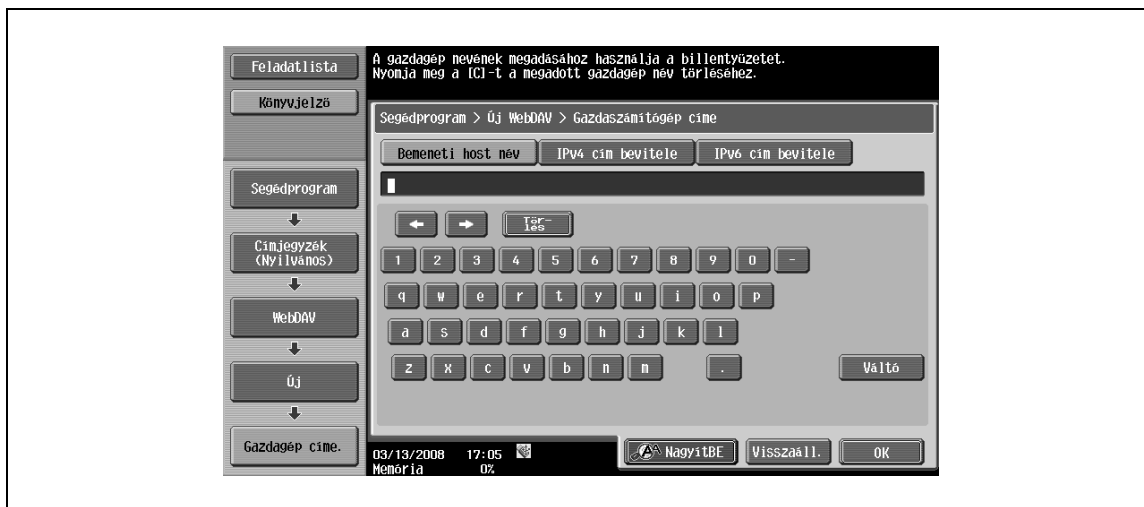 Feladatlista
Könyvjelző
Segédprogram
Címjegyzék
(Nyilvános)
WebDAV
Új
Gazdagép címe.
A gazdagép nevének megadásához használja a billentyűzetet.
Nyomja meg a [C]-t a megadott gazdagép név törléséhez.
Segédprogram > Új WebDAV > Gazdaszámítógép címe
Bemeneti host név IPv4 cím bevitele IPv6 cím bevitele
Tör-
lés
1 2 3 4 5 6 7 8 9 0 -
q w e r t y u i o p
a s d f g h j k l
z x c v b n m . Váltó
03/13/2008 17:05
Memória 0%
NagyítBE Visszaáll. OK